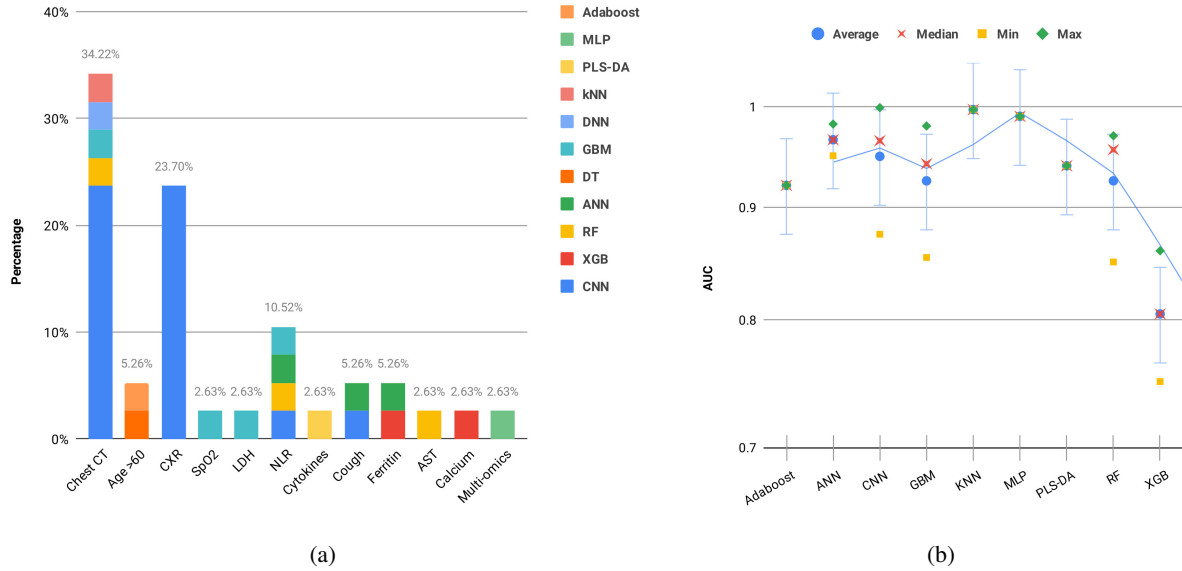 40%
30%
20%
10%
0%
Percentage
34.22%
5.26%
23.70%
2.63%
2.63%
10.52%
2.63%
5.26%
5.26%
2.63%
2.63%
2.63%
Chest CT
Age >60
CXR
SpO2
LDH
NLR
Cytokines
Cough
Ferritin
AST
Calcium
Multi-omics
Adaboost
MLP
PLS-DA
kNN
DNN
GBM
DT
ANN
RF
XGB
CNN
(a)
Average Median Min Max
1
0.9
0.8
0.7
AUC
Adaboost
ANN
CNN
GBM
KNN
MLP
PLS-DA
RF
XGB
(b)